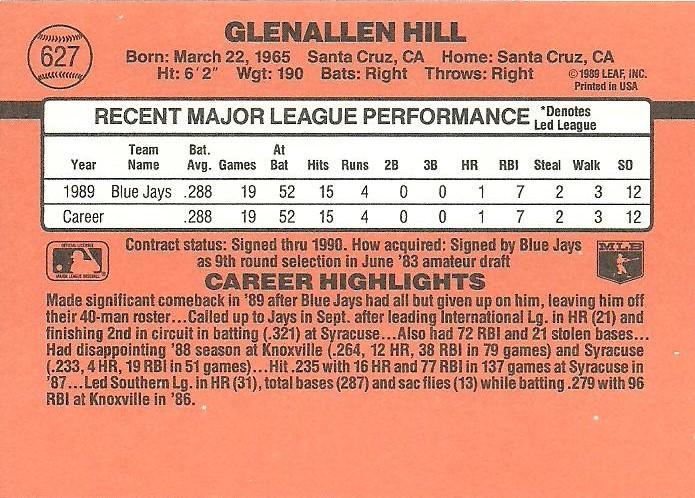 GLENALLEN HILL
627
Born: March 22, 1965 Santa Cruz, CA Home: Santa Cruz, CA
Ht: 6´2" Wgt: 190 Bats: Right Throws: Right
©1989 LEAF, INC.
Printed in USA
RECENT MAJOR LEAGUE PERFORMANCE *Denotes Led League
Year Team Name Bat. Avg. Games At Bat Hits Runs 2B 3B HR RBI Steal Walk SO
1989 Blue Jays .288 19 52 15 4 0 0 1 7 2 3 12
Career .288 19 52 15 4 0 0 1 7 2 3 12
OFFICIAL LICENSEE
MAJOR LEAGUE BASEBALL
MLB
Contract status: Signed thru 1990. How acquired: Signed by Blue Jays
as 9th round selection in June '83 amateur draft
CAREER HIGHLIGHTS
Made significant comeback in '89 after Blue Jays had all but given up on him, leaving him off
their 40-man roster...Called up to Jays in Sept. after leading International Lg. in HR (21) and
finishing 2nd in circuit in batting (.321) at Syracuse...Also had 72 RBI and 21 stolen bases...
Had disappointing '88 season at Knoxville (.264, 12 HR, 38 RBI in 79 games) and Syracuse
(.233, 4 HR, 19 RBI in 51 games)...Hit .235 with 16 HR and 77 RBI in 137 games at Syracuse in
'87...Led Southern Lg. in HR (31), total bases (287) and sac flies (13) while batting .279 with 96
RBI at Knoxville in '86.